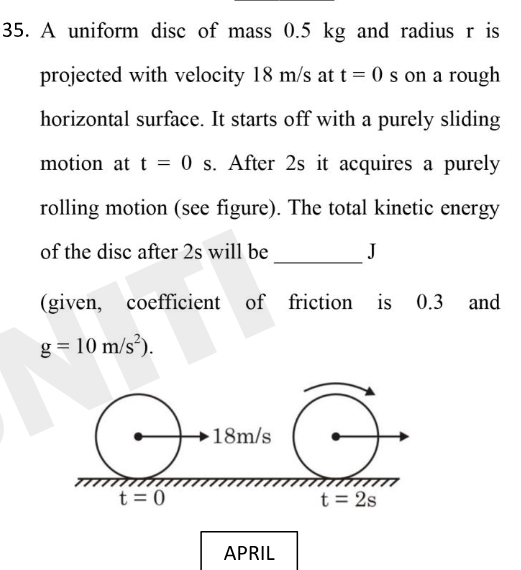 35. A uniform disc of mass 0.5 kg and radius r is
projected with velocity 18 m/s at t = 0 s on a rough
horizontal surface. It starts off with a purely sliding
motion at t = 0 s. After 2s it acquires a purely
rolling motion (see figure). The total kinetic energy
of the disc after 2s will be ________ J
(given, coefficient of friction is 0.3 and
g = 10 m/s²).
18m/s
t = 0 t = 2s
APRIL